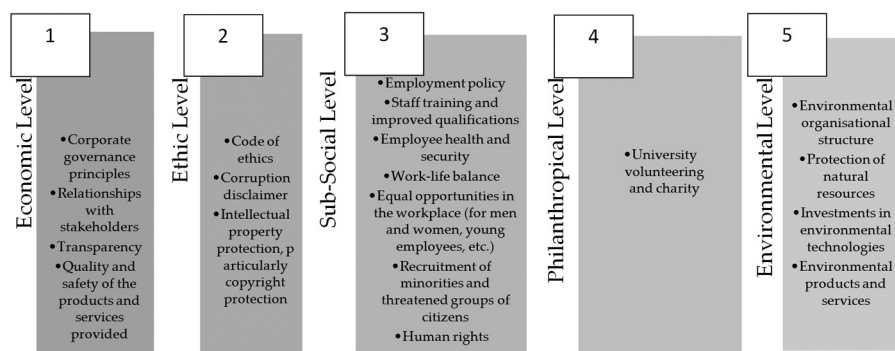 1
Economic Level
•Corporate
governance
principles
•Relationships
with
stakeholders
•Transparency
•Quality and
safety of the
products and
services
provided
2
Ethic Level
•Code of
ethics
•Corruption
disclaimer
•Intellectual
property
protection, p
articularly
copyright
protection
3
Sub-Social Level
•Employment policy
•Staff training and
improved qualifications
•Employee health and
security
•Work-life balance
•Equal opportunities in
the workplace (for men
and women, young
employees, etc.)
•Recruitment of
minorities and
threatened groups of
citizens
•Human rights
4
Philanthropical Level
•University
volunteering
and charity
5
Environmental Level
•Environmental
organisational
structure
•Protection of
natural
resources
•Investments in
environmental
technologies
•Environmental
products and
services